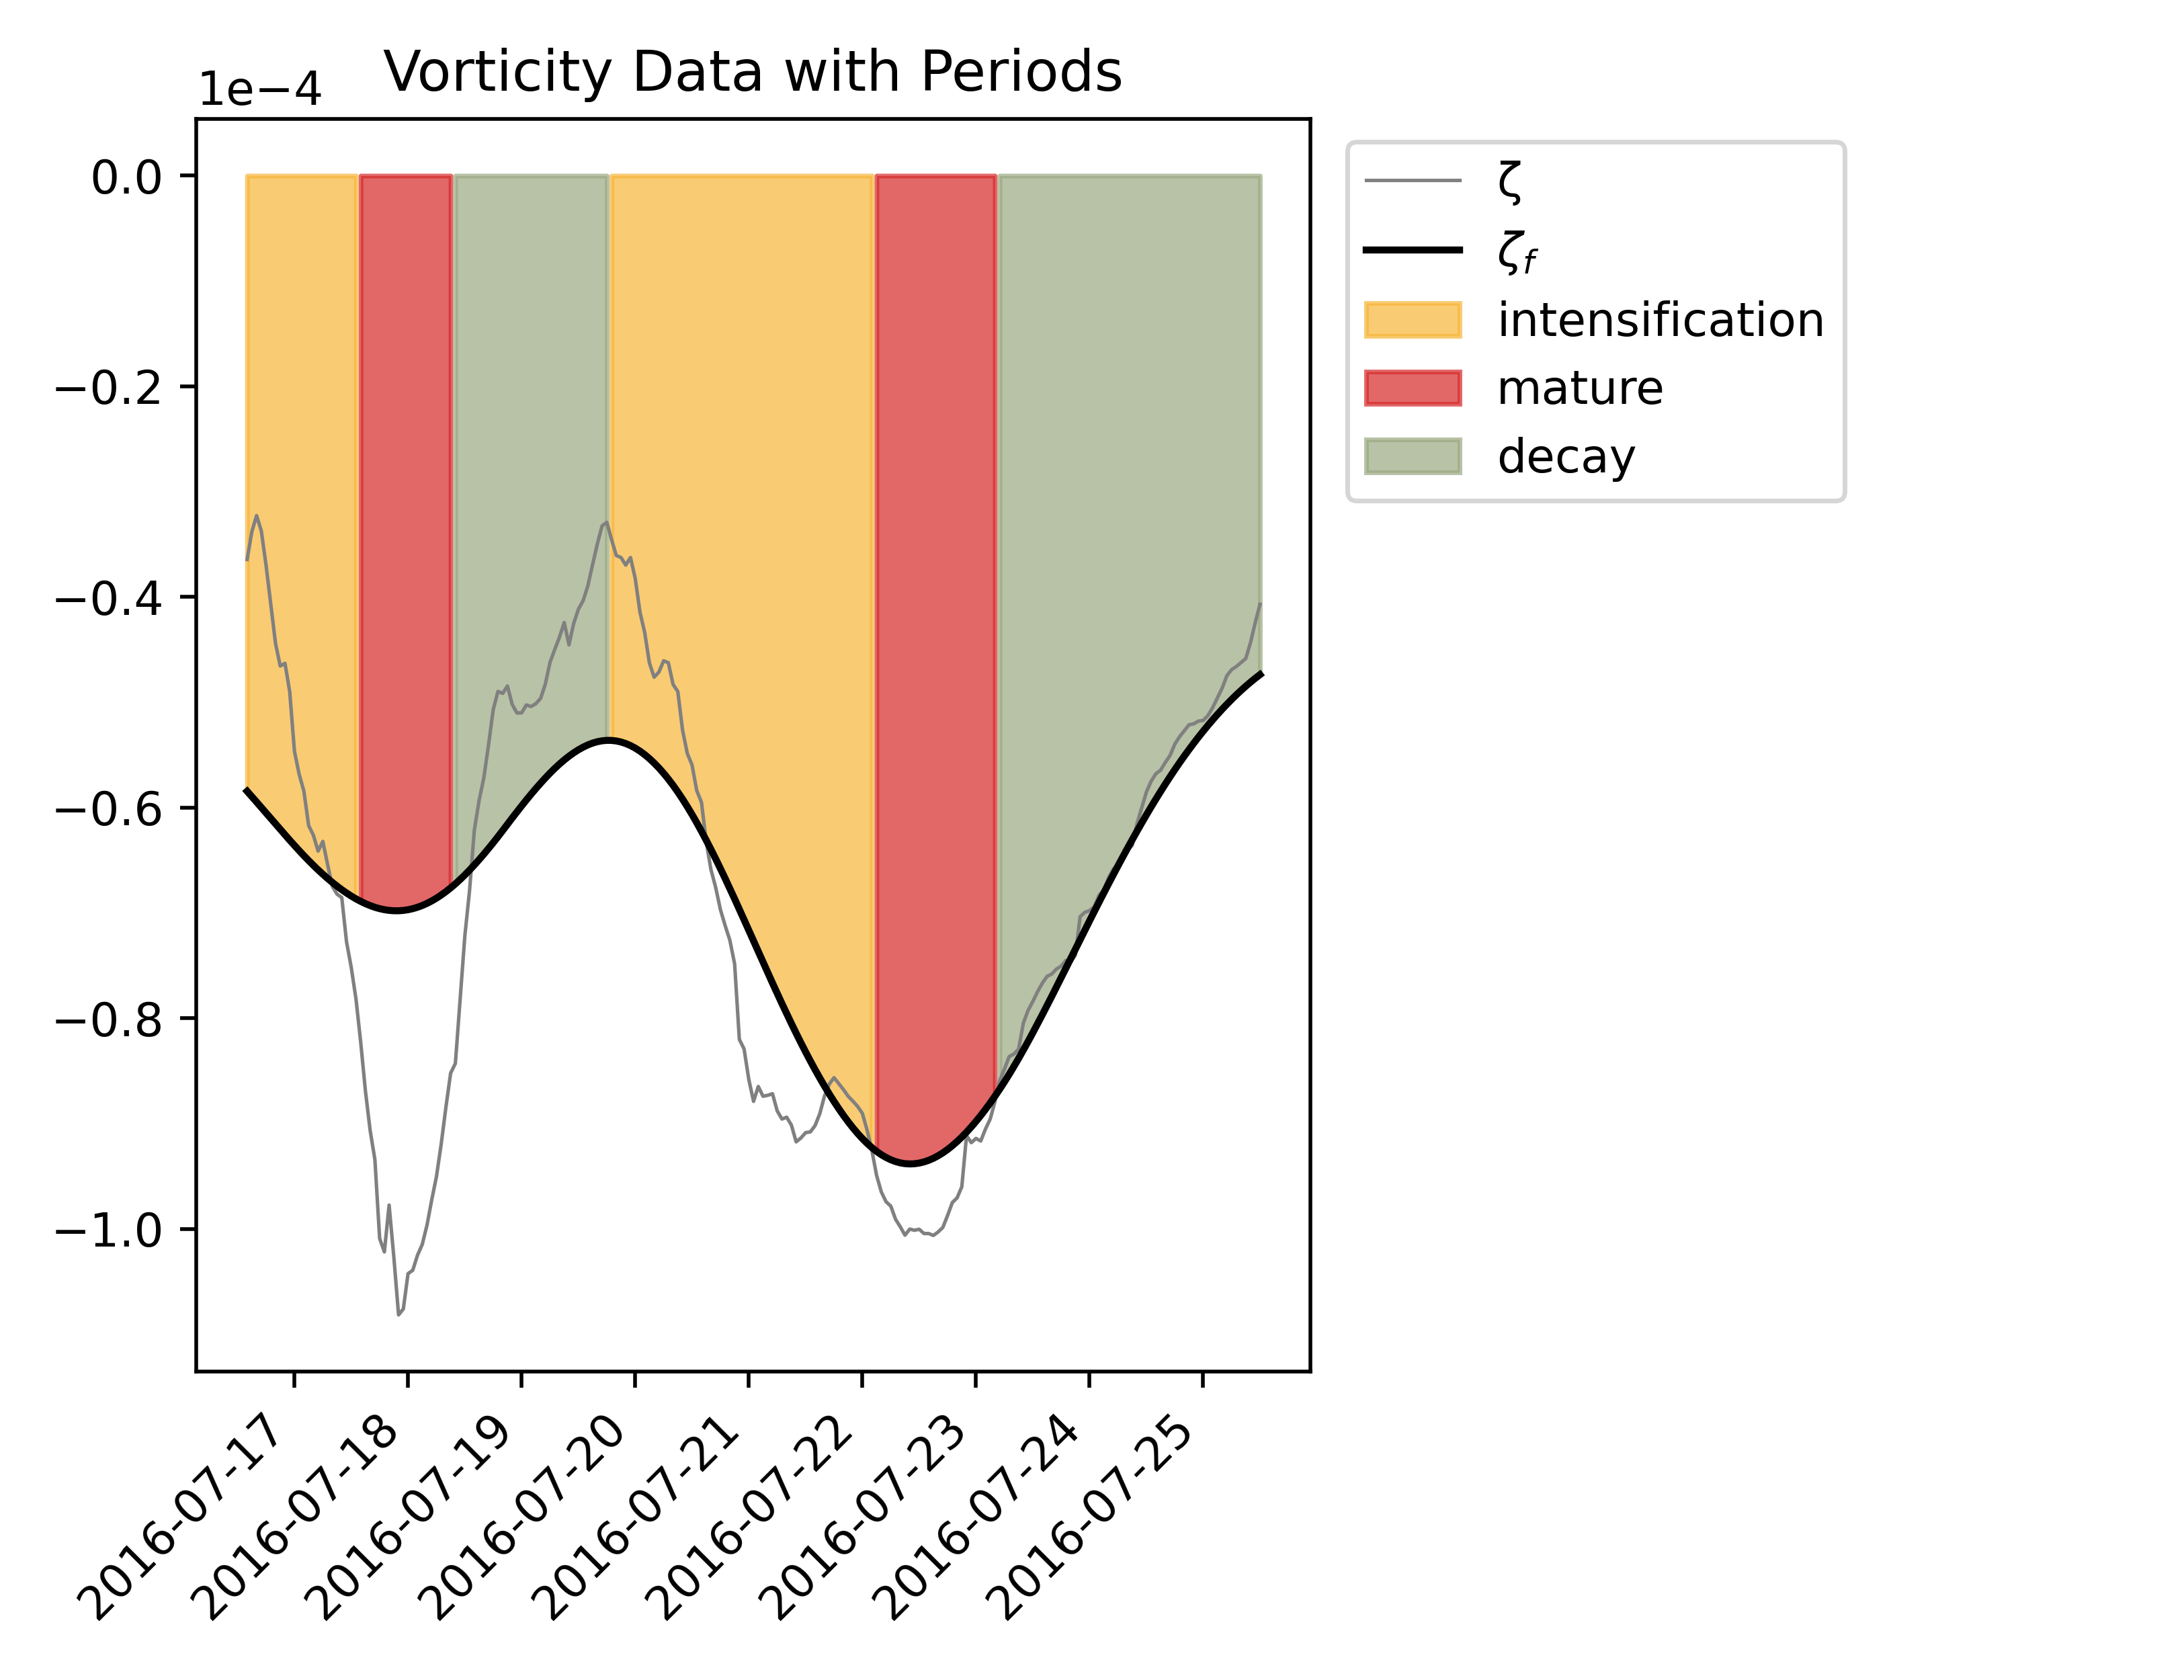 Vorticity Data with Periods
1e−4
0.0
−0.2
−0.4
−0.6
−0.8
−1.0
2016-07-17
2016-07-18
2016-07-19
2016-07-20
2016-07-21
2016-07-22
2016-07-23
2016-07-24
2016-07-25
ζ
ζf
intensification
mature
decay